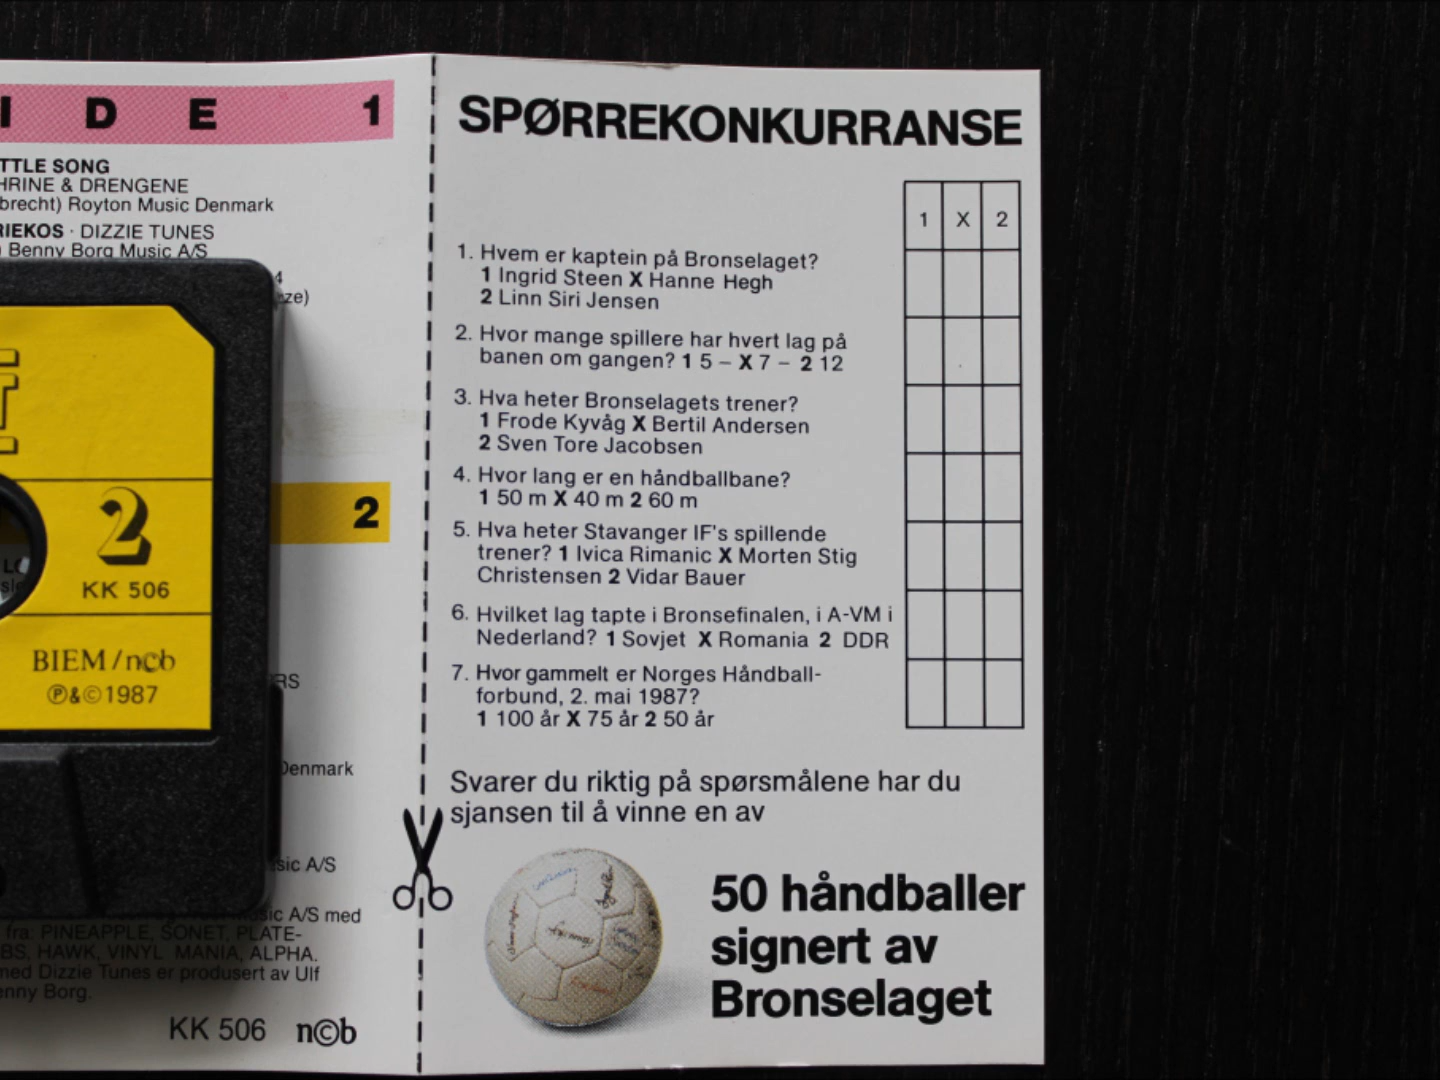 IDE 1
TTLE SONG
HRINE & DRENGENE
brecht) Royton Music Denmark
RIEKOS · DIZZIE TUNES
) Benny Borg Music A/S
4
ze)
2
2
KK 506
BIEM/ncb
Ⓟ&©1987
RS
Denmark
sic A/S
sic A/S med
fra: PINEAPPLE, SONET, PLATE-
BS, HAWK, VINYL MANIA, ALPHA.
med Dizzie Tunes er produsert av Ulf
enny Borg.
KK 506 n©b
SPØRREKONKURRANSE
1 X 2
1. Hvem er kaptein på Bronselaget?
1 Ingrid Steen X Hanne Hegh
2 Linn Siri Jensen
2. Hvor mange spillere har hvert lag på
banen om gangen? 1 5 – X 7 – 2 12
3. Hva heter Bronselagets trener?
1 Frode Kyvåg X Bertil Andersen
2 Sven Tore Jacobsen
4. Hvor lang er en håndballbane?
1 50 m X 40 m 2 60 m
5. Hva heter Stavanger IF's spillende
trener? 1 Ivica Rimanic X Morten Stig
Christensen 2 Vidar Bauer
6. Hvilket lag tapte i Bronsefinalen, i A-VM i
Nederland? 1 Sovjet X Romania 2 DDR
7. Hvor gammelt er Norges Håndball-
forbund, 2. mai 1987?
1 100 år X 75 år 2 50 år
Svarer du riktig på spørsmålene har du
sjansen til å vinne en av
50 håndballer
signert av
Bronselaget